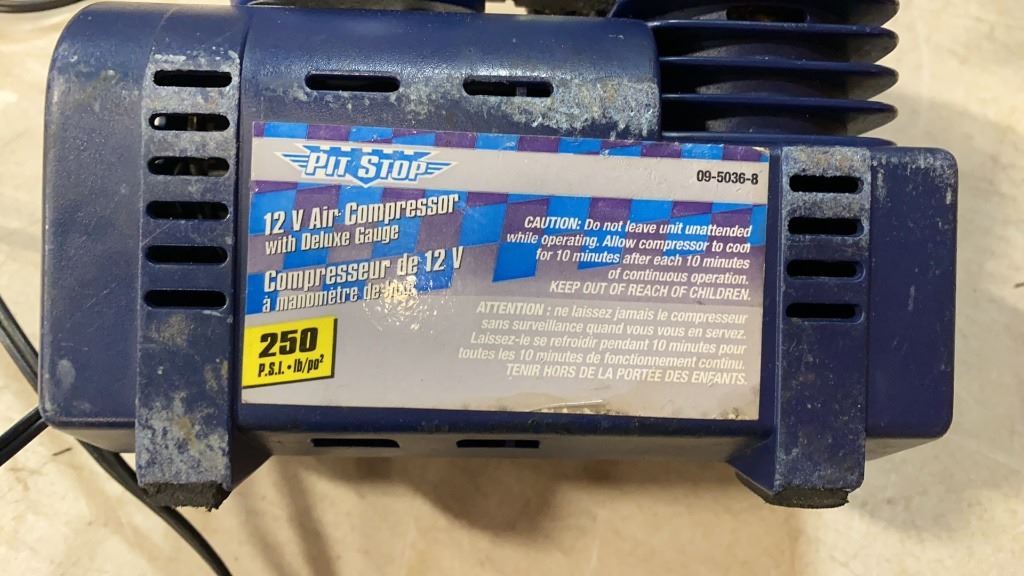 PIT STOP
09-5036-8
12 V Air Compressor
with Deluxe Gauge
Compresseur de 12 V
à manomètre de luxe
250
P.S.I. • lb/po²
CAUTION: Do not leave unit unattended
while operating. Allow compressor to cool
for 10 minutes after each 10 minutes
of continuous operation.
KEEP OUT OF REACH OF CHILDREN.
ATTENTION : ne laissez jamais le compresseur
sans surveillance quand vous vous en servez.
Laissez-le se refroidir pendant 10 minutes pour
toutes les 10 minutes de fonctionnement continu.
TENIR HORS DE LA PORTÉE DES ENFANTS.